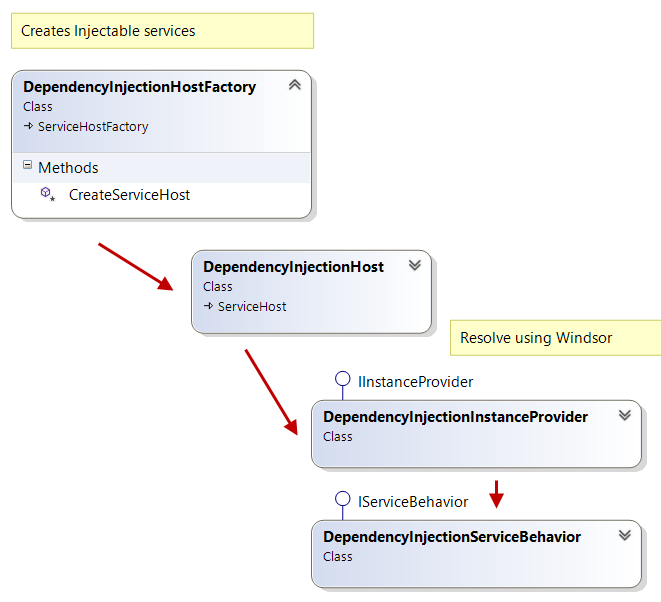 Creates Injectable services
DependencyInjectionHostFactory
Class
ServiceHostFactory
Methods
CreateServiceHost
DependencyInjectionHost
Class
ServiceHost
Resolve using Windsor
IInstanceProvider
DependencyInjectionInstanceProvider
Class
IServiceBehavior
DependencyInjectionServiceBehavior
Class